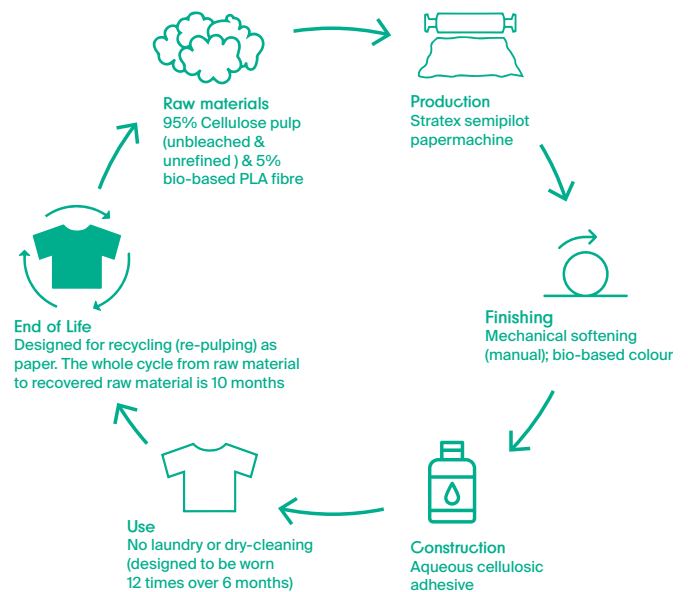 Raw materials
95% Cellulose pulp
(unbleached &
unrefined ) & 5%
bio-based PLA fibre
Production
Stratex semipilot
papermachine
Finishing
Mechanical softening
(manual); bio-based colour
Construction
Aqueous cellulosic
adhesive
Use
No laundry or dry-cleaning
(designed to be worn
12 times over 6 months)
End of Life
Designed for recycling (re-pulping) as
paper. The whole cycle from raw material
to recovered raw material is 10 months